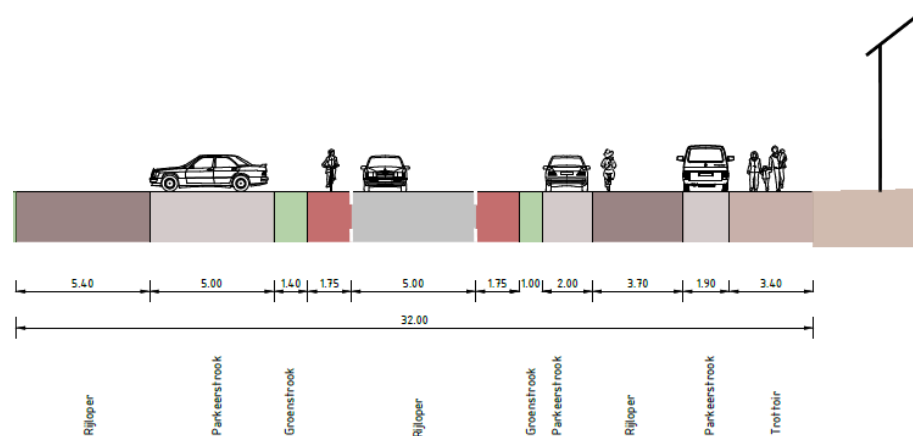 5.40 5.00 1.40 1.75 5.00 1.75 1.00 2.00 3.70 1.90 3.40
32.00
Rijloper
Parkeerstrook
Groenstrook
Rijloper
Groenstrook
Parkeerstrook
Rijloper
Parkeerstrook
Trottoir